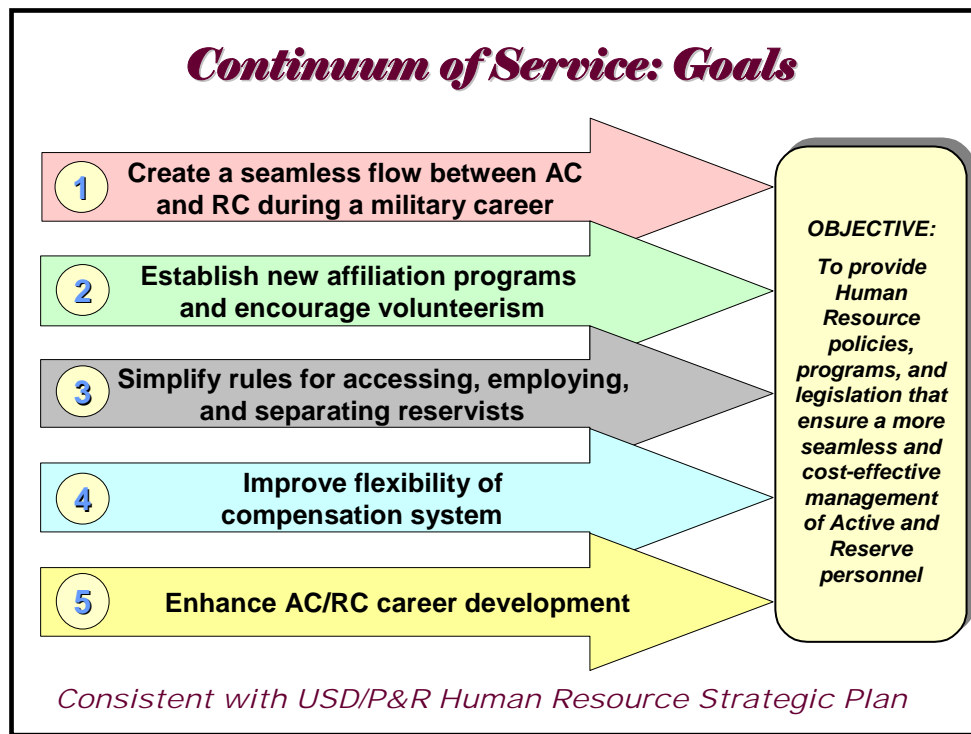 Continuum of Service: Goals
1
Create a seamless flow between AC
and RC during a military career
2
Establish new affiliation programs
and encourage volunteerism
3
Simplify rules for accessing, employing,
and separating reservists
4
Improve flexibility of
compensation system
5
Enhance AC/RC career development
OBJECTIVE:
To provide
Human
Resource
policies,
programs, and
legislation that
ensure a more
seamless and
cost-effective
management
of Active and
Reserve
personnel
Consistent with USD/P&R Human Resource Strategic Plan